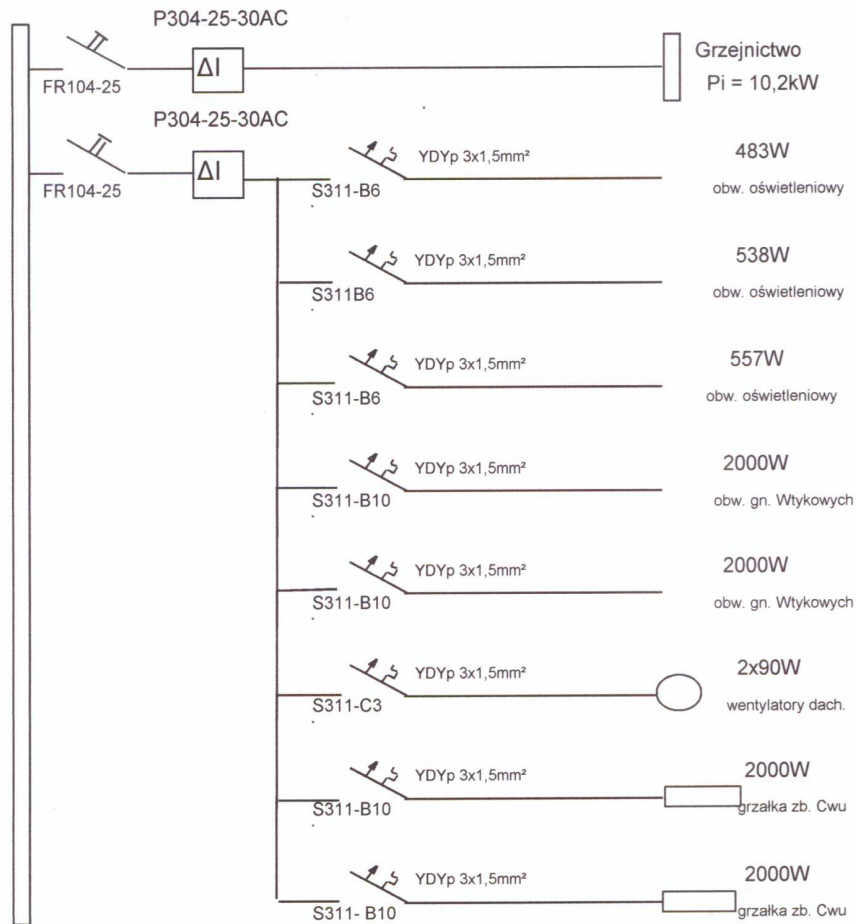 P304-25-30AC
ΔI
FR104-25
Grzejnictwo
Pi = 10,2kW
P304-25-30AC
ΔI
FR104-25
YDYp 3x1,5mm²
S311-B6
483W
obw. oświetleniowy
YDYp 3x1,5mm²
S311B6
538W
obw. oświetleniowy
YDYp 3x1,5mm²
S311-B6
557W
obw. oświetleniowy
YDYp 3x1,5mm²
S311-B10
2000W
obw. gn. Wtykowych
YDYp 3x1,5mm²
S311-B10
2000W
obw. gn. Wtykowych
YDYp 3x1,5mm²
S311-C3
2x90W
wentylatory dach.
YDYp 3x1,5mm²
S311-B10
2000W
grzałka zb. Cwu
YDYp 3x1,5mm²
S311- B10
2000W
grzałka zb. Cwu